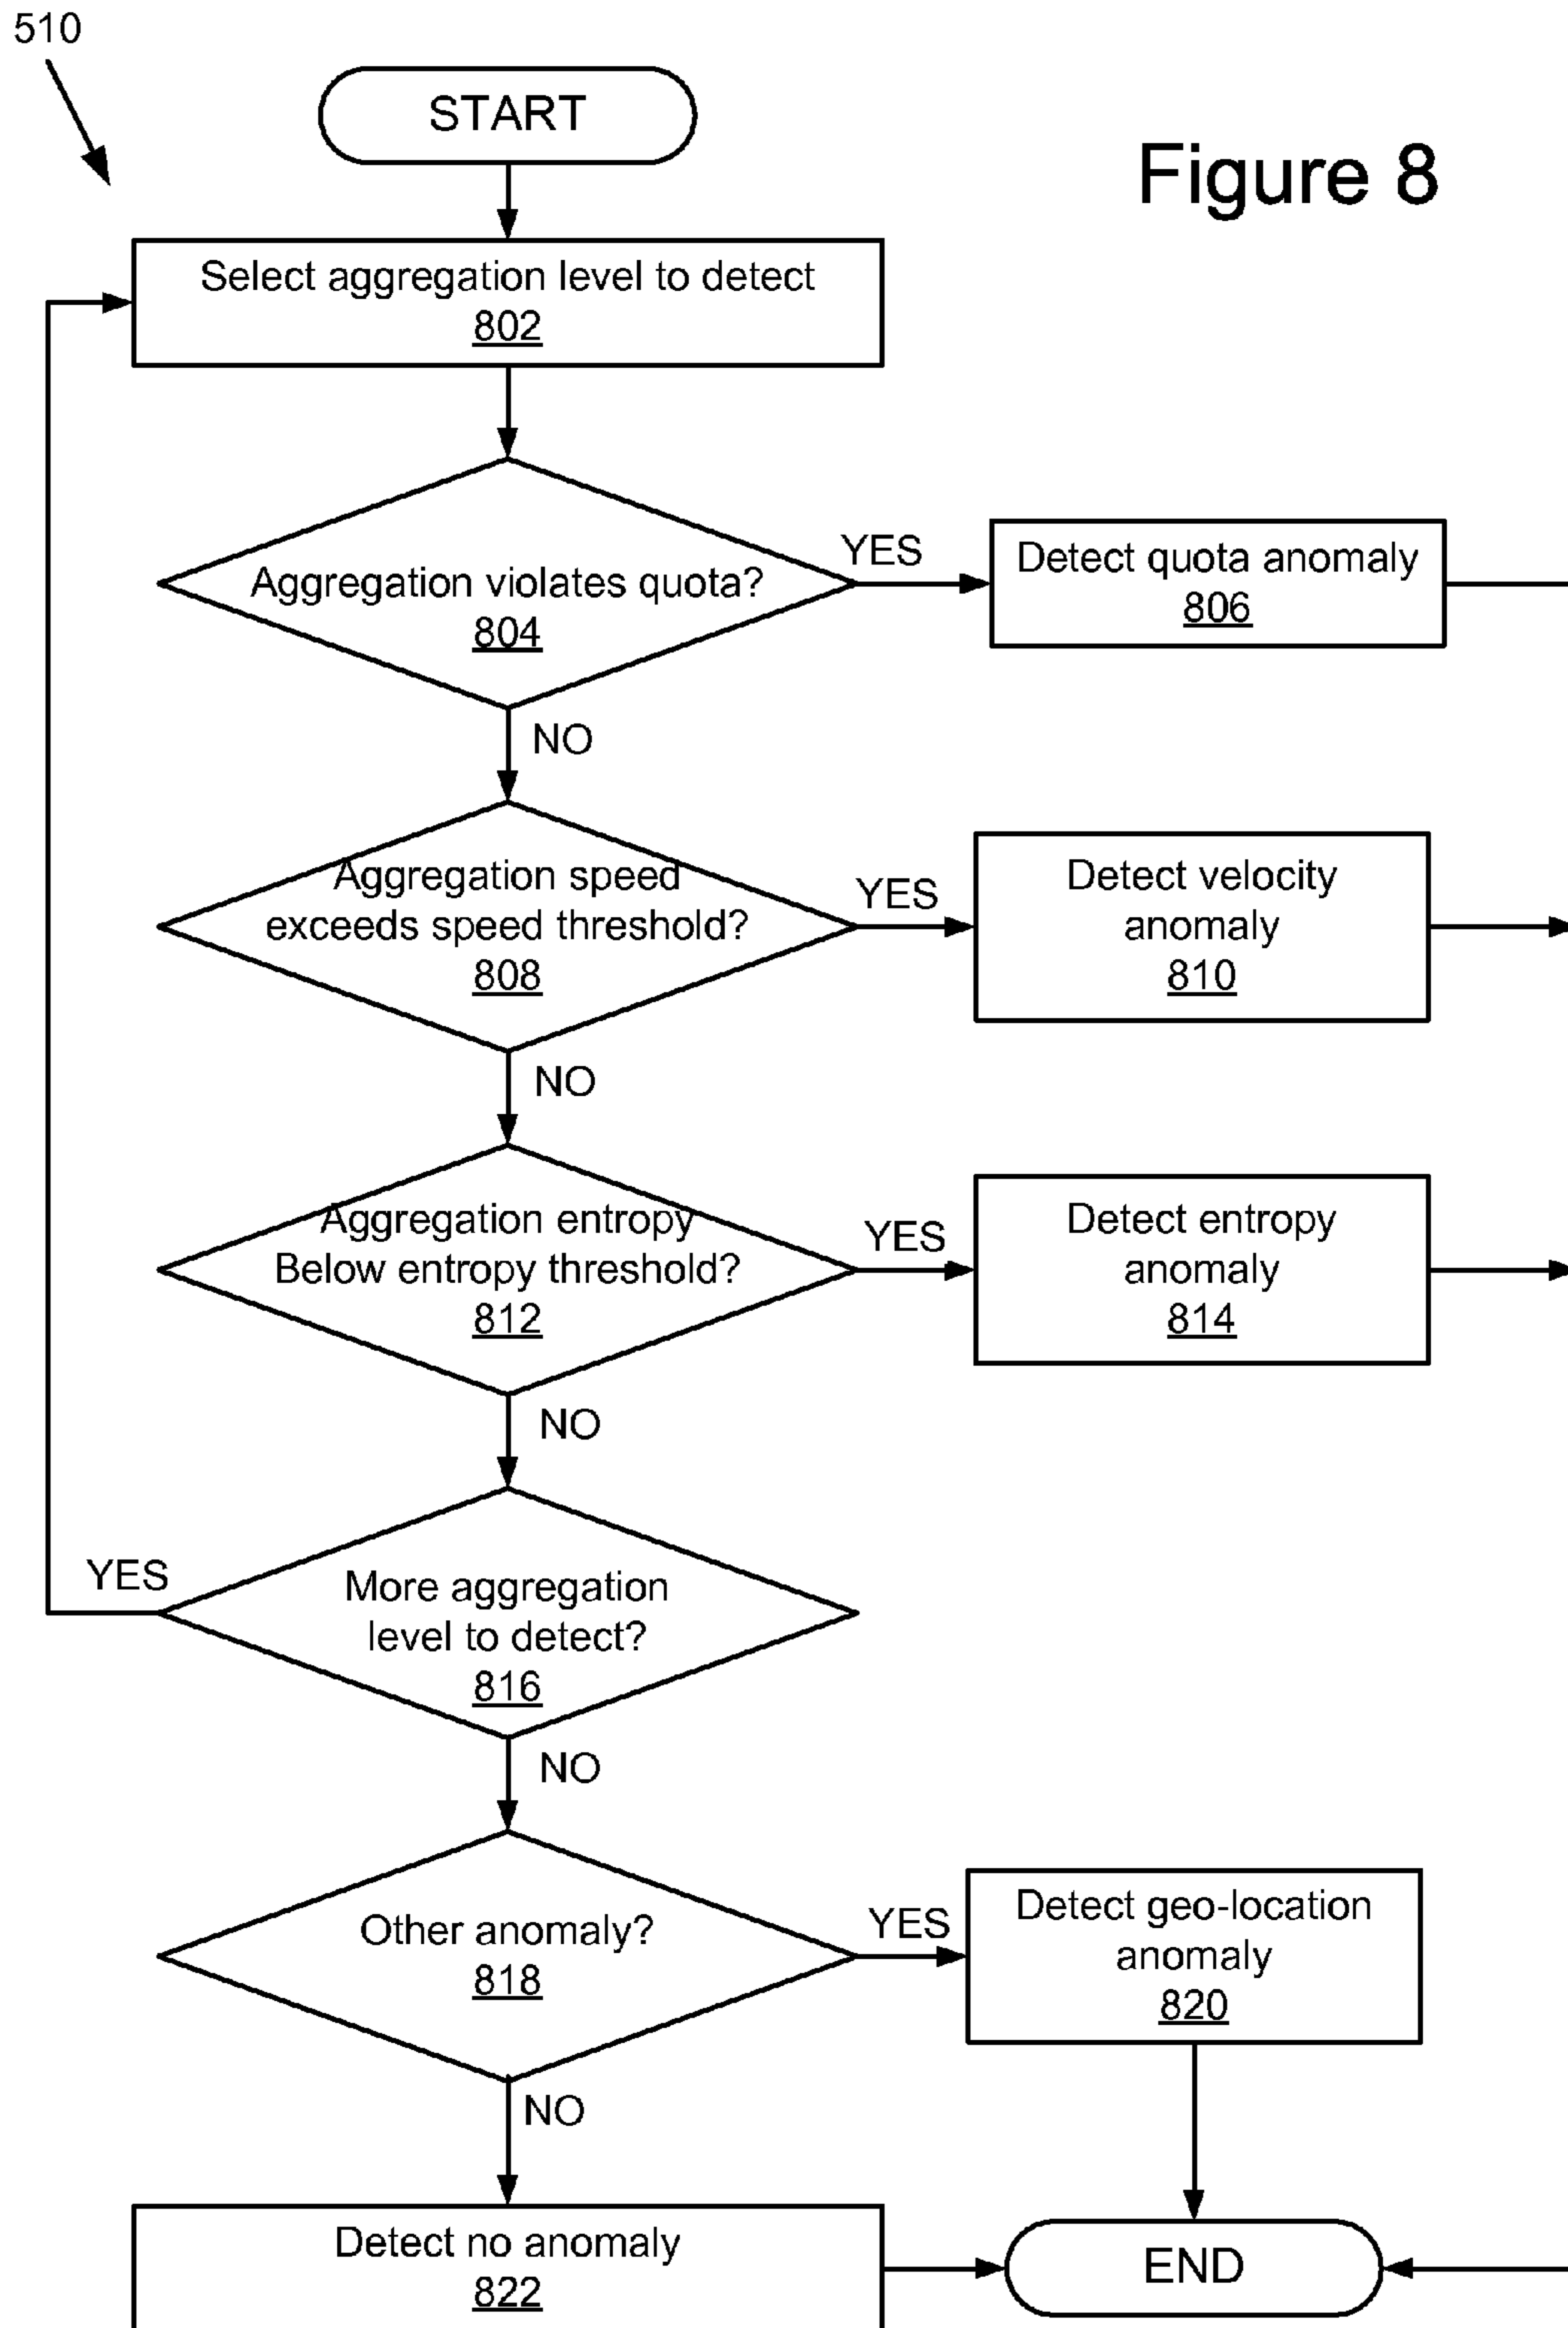 510
START
Figure 8
Select aggregation level to detect
802
Aggregation violates quota?
804
YES
Detect quota anomaly
806
NO
Aggregation speed
exceeds speed threshold?
808
YES
Detect velocity
anomaly
810
NO
Aggregation entropy
Below entropy threshold?
812
YES
Detect entropy
anomaly
814
NO
YES
More aggregation
level to detect?
816
NO
Other anomaly?
818
YES
Detect geo-location
anomaly
820
NO
Detect no anomaly
822
END